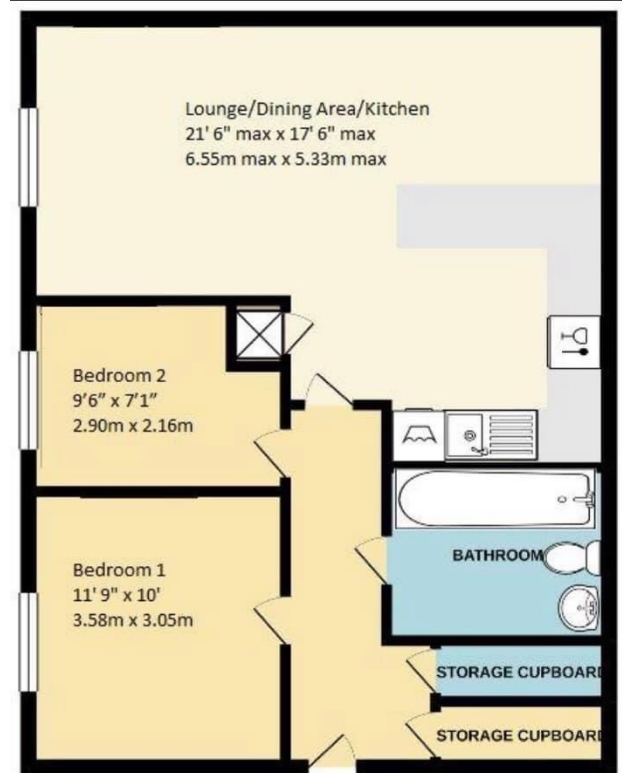 Lounge/Dining Area/Kitchen
21' 6" max x 17' 6" max
6.55m max x 5.33m max
Bedroom 2
9’6” x 7’1”
2.90m x 2.16m
Bedroom 1
11' 9" x 10'
3.58m x 3.05m
BATHROOM
STORAGE CUPBOARD
STORAGE CUPBOARD